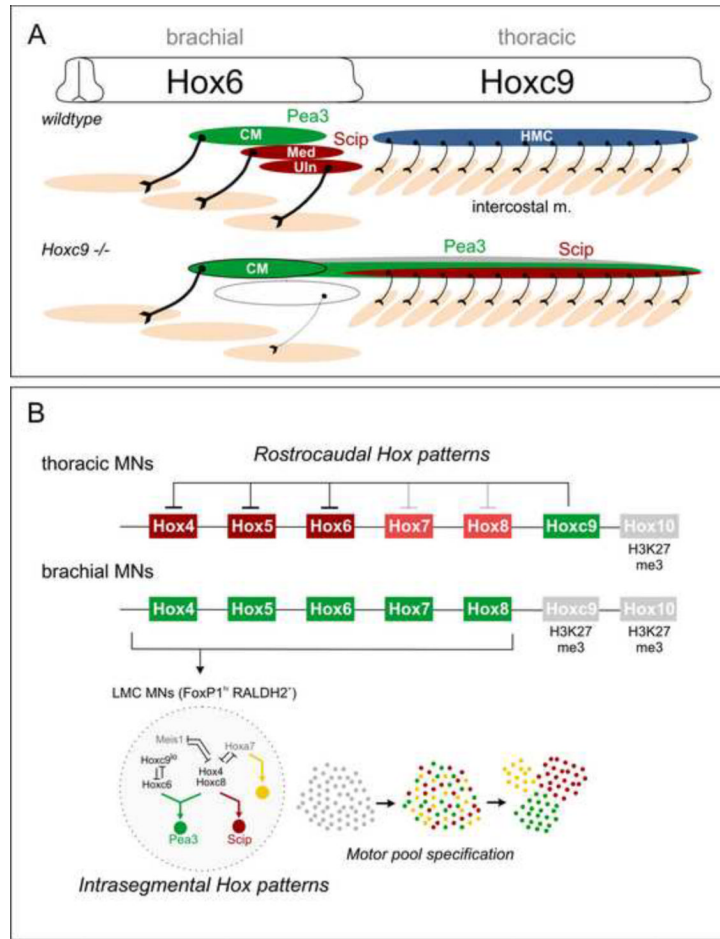 A
brachial
thoracic
Hox6
Hoxc9
wildtype
Pea3
CM
Scip
HMC
Med
Uln
intercostal m.
Hoxc9 -/-
Pea3
Scip
CM
B
Rostrocaudal Hox patterns
thoracic MNs
Hox4 Hox5 Hox6 Hox7 Hox8 Hoxc9 Hox10
H3K27
me3
brachial MNs
Hox4 Hox5 Hox6 Hox7 Hox8 Hoxc9 Hox10
H3K27 H3K27
me3 me3
LMC MNs (FoxP1ʰⁱ RALDH2⁺)
Meis1
Hoxa7
Hoxc9ˡᵒ
Hox4
Hoxc6
Hoxc8
Pea3
Scip
Motor pool specification
Intrasegmental Hox patterns